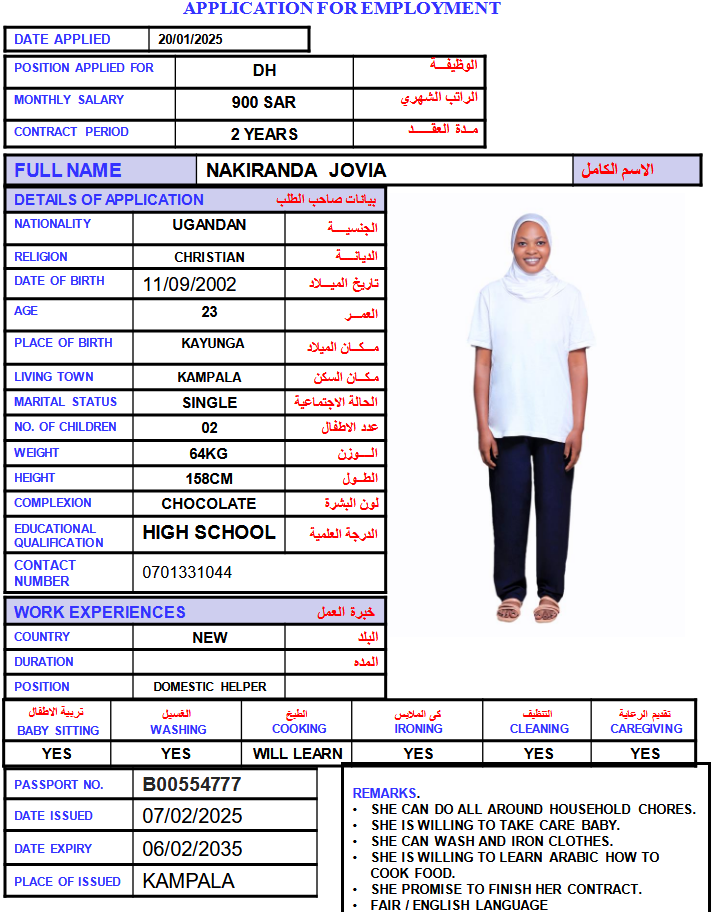 APPLICATION FOR EMPLOYMENT
DATE APPLIED 20/01/2025
POSITION APPLIED FOR DH الوظيفـــة
MONTHLY SALARY 900 SAR الراتب الشهري
CONTRACT PERIOD 2 YEARS مـدة العقـــد
FULL NAME NAKIRANDA JOVIA الاسم الكامل
DETAILS OF APPLICATION بيانات صاحب الطلب
NATIONALITY UGANDAN الجنسيـــة
RELIGION CHRISTIAN الديانـــة
DATE OF BIRTH 11/09/2002 تاريخ الميـــلاد
AGE 23 العمــر
PLACE OF BIRTH KAYUNGA مــكــان الميلاد
LIVING TOWN KAMPALA مـكــان السكن
MARITAL STATUS SINGLE الحالة الاجتماعية
NO. OF CHILDREN 02 عدد الاطفال
WEIGHT 64KG الـــوزن
HEIGHT 158CM الطــول
COMPLEXION CHOCOLATE لون البشرة
EDUCATIONAL QUALIFICATION HIGH SCHOOL الدرجة العلمية
CONTACT NUMBER 0701331044
WORK EXPERIENCES خبرة العمل
COUNTRY NEW البلد
DURATION المده
POSITION DOMESTIC HELPER
تربية الاطفال الغسيل الطبخ كى الملابس التنظيف تقديم الرعاية
BABY SITTING WASHING COOKING IRONING CLEANING CAREGIVING
YES YES WILL LEARN YES YES YES
PASSPORT NO. B00554777
DATE ISSUED 07/02/2025
DATE EXPIRY 06/02/2035
PLACE OF ISSUED KAMPALA
REMARKS.
• SHE CAN DO ALL AROUND HOUSEHOLD CHORES.
• SHE IS WILLING TO TAKE CARE BABY.
• SHE CAN WASH AND IRON CLOTHES.
• SHE IS WILLING TO LEARN ARABIC HOW TO
COOK FOOD.
• SHE PROMISE TO FINISH HER CONTRACT.
• FAIR / ENGLISH LANGUAGE